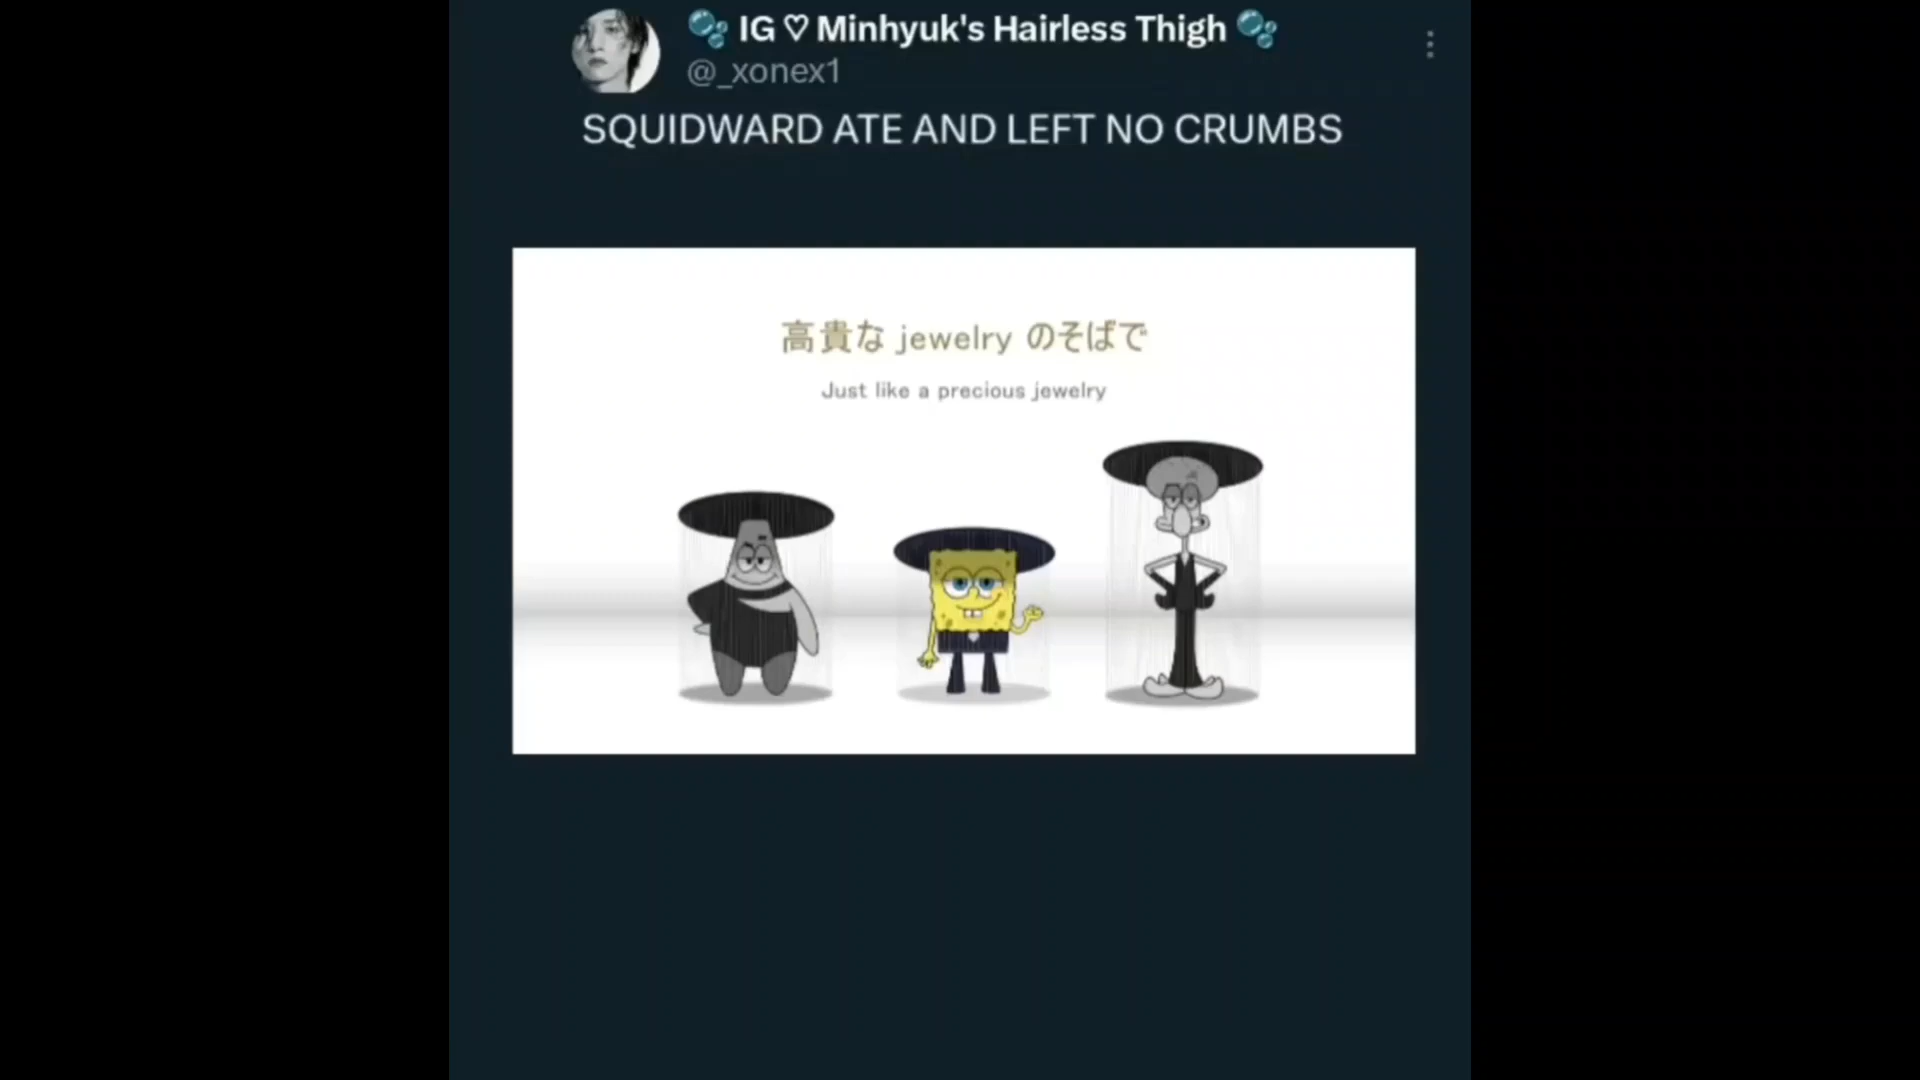 🫧 IG ♡ Minhyuk's Hairless Thigh 🫧
@_xonex1
SQUIDWARD ATE AND LEFT NO CRUMBS
高貴な jewelry のそばで
Just like a precious jewelry